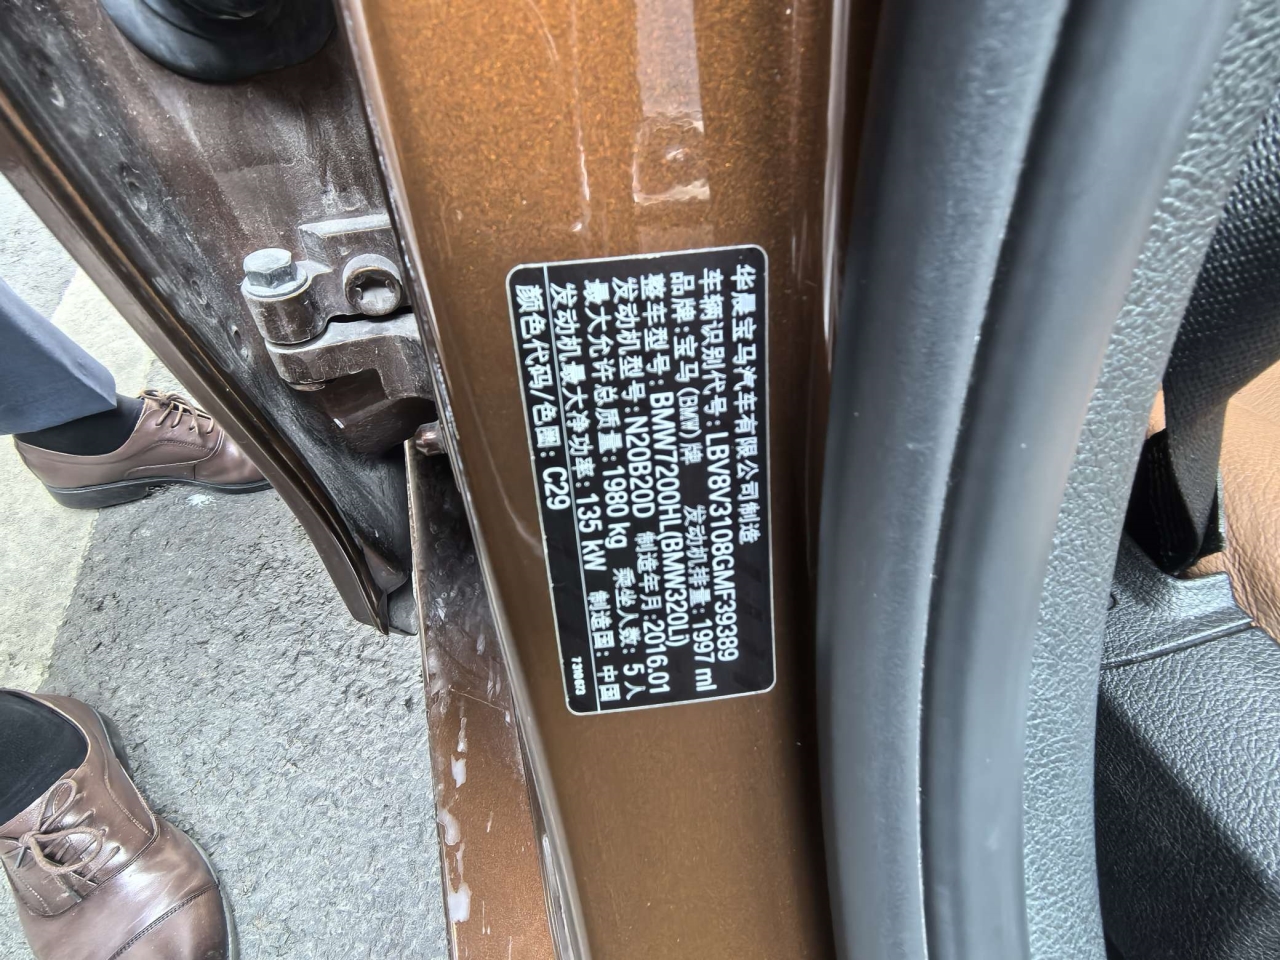 华晨宝马汽车有限公司制造
车辆识别代号：LBV8V3108GMF39389
品牌：宝马(BMW)牌 发动机排量：1997 ml
整车型号：BMW7200HL(BMW320Li)
发动机型号：N20B20D 制造年月：2016.01
最大允许总质量：1980 kg 乘坐人数：5人
发动机最大净功率：135 kW 制造国：中国
颜色代码/色圈：C29